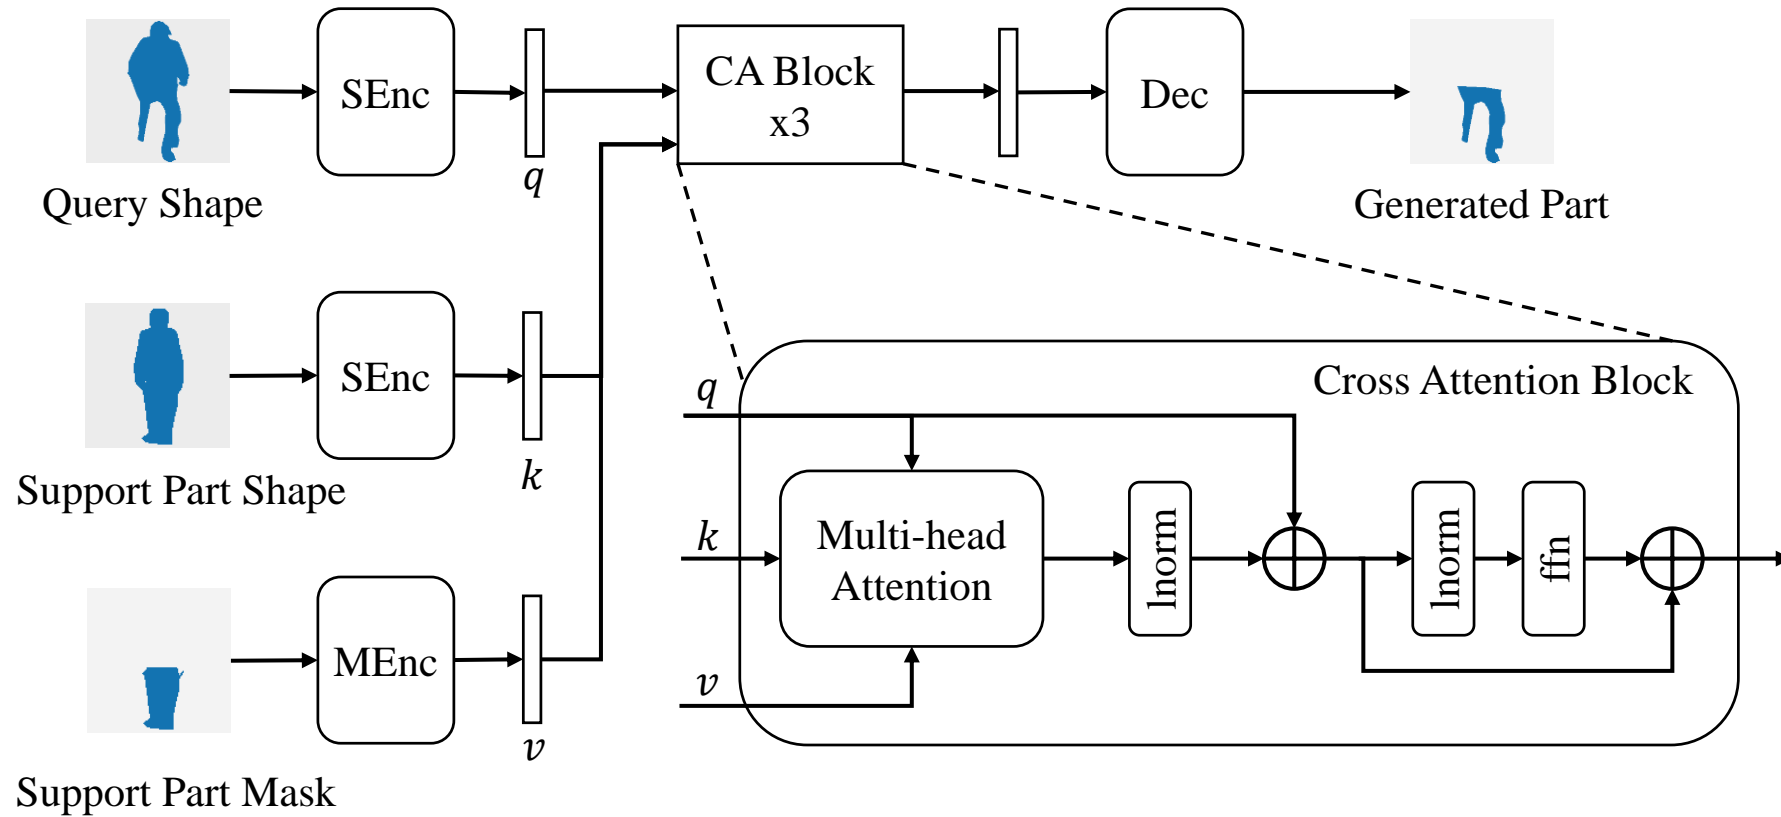 SEnc
q
CA Block
x3
Dec
Query Shape
Generated Part
SEnc
k
Support Part Shape
MEnc
v
Support Part Mask
Cross Attention Block
q
k
v
Multi-head
Attention
lnorm
lnorm
ffn